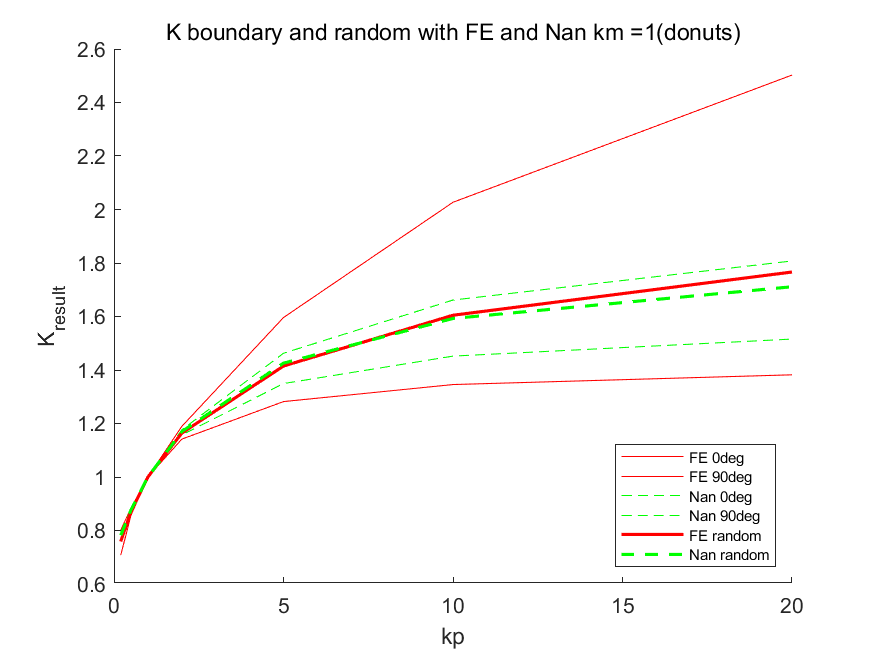 K boundary and random with FE and Nan km =1(donuts)
2.6
2.4
2.2
2
1.8
1.6
1.4
1.2
1
0.8
0.6
K_result
0 5 10 15 20
kp
FE 0deg
FE 90deg
Nan 0deg
Nan 90deg
FE random
Nan random